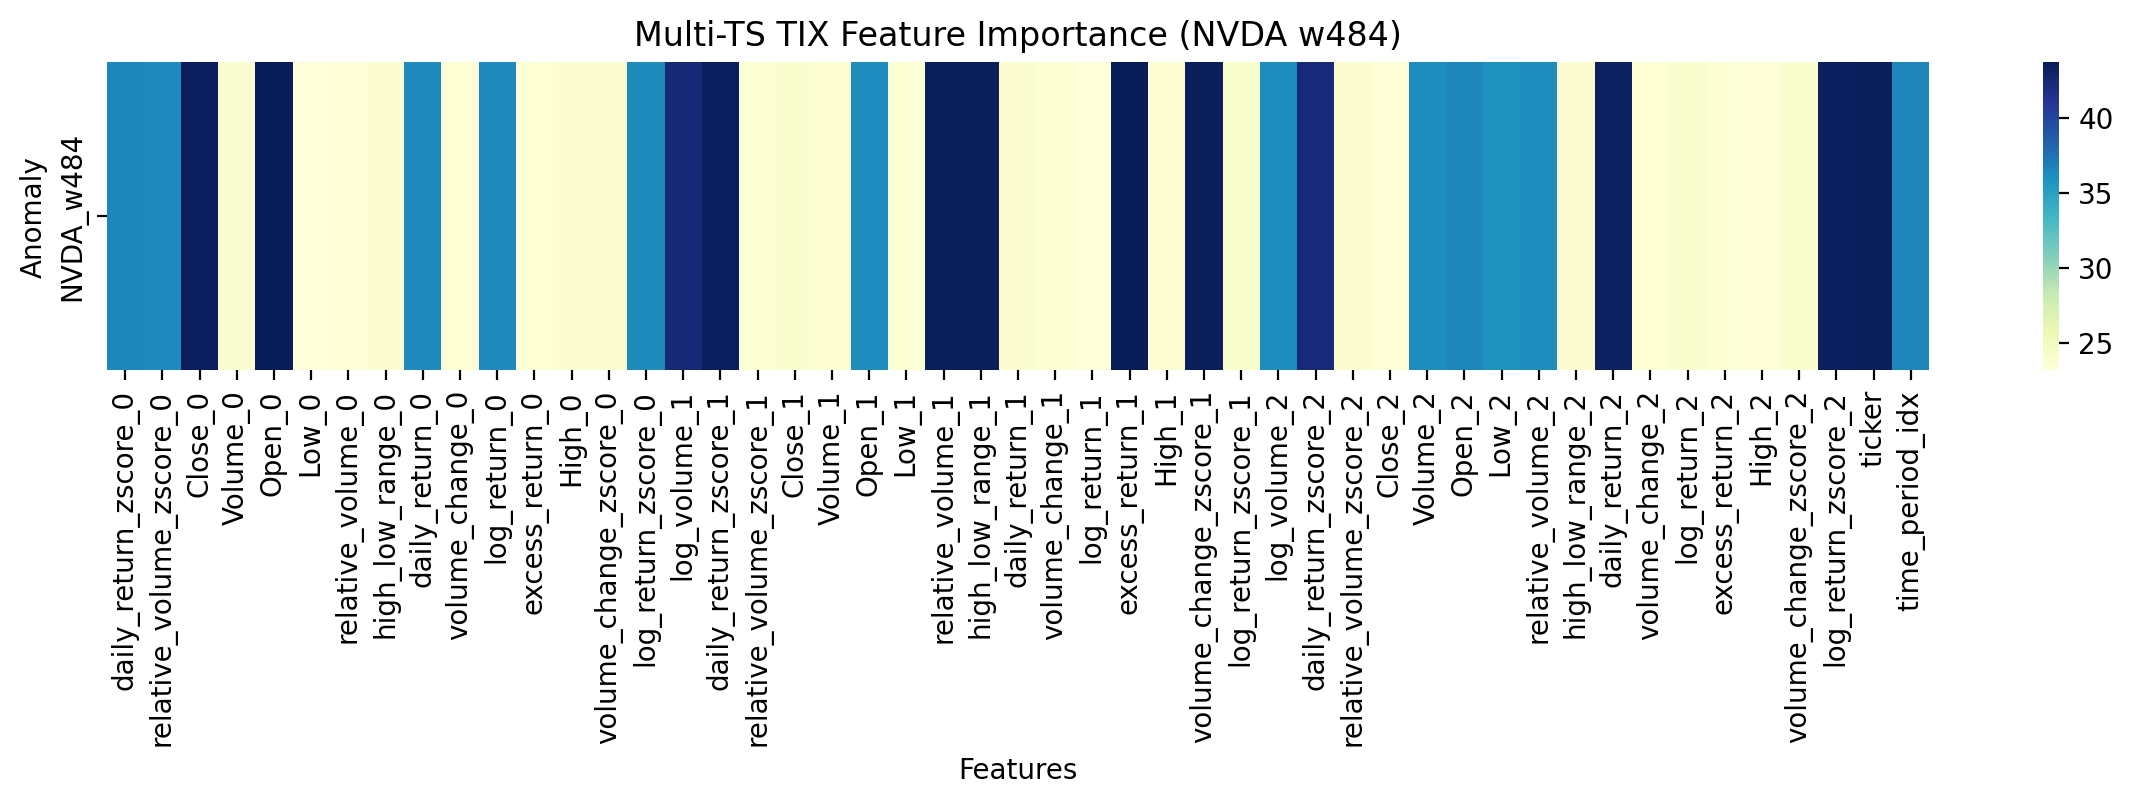 Multi-TS TIX Feature Importance (NVDA w484)
Anomaly
NVDA_w484
40
35
30
25
daily_return_zscore_0
relative_volume_zscore_0
Close_0
Volume_0
Open_0
Low_0
relative_volume_0
high_low_range_0
daily_return_0
volume_change_0
log_return_0
excess_return_0
High_0
volume_change_zscore_0
log_return_zscore_0
log_volume_1
daily_return_zscore_1
relative_volume_zscore_1
Close_1
Volume_1
Open_1
Low_1
relative_volume_1
high_low_range_1
daily_return_1
volume_change_1
log_return_1
excess_return_1
High_1
volume_change_zscore_1
log_return_zscore_1
log_volume_2
daily_return_zscore_2
relative_volume_zscore_2
Close_2
Volume_2
Open_2
Low_2
relative_volume_2
high_low_range_2
daily_return_2
volume_change_2
log_return_2
excess_return_2
High_2
volume_change_zscore_2
log_return_zscore_2
ticker
time_period_idx
Features